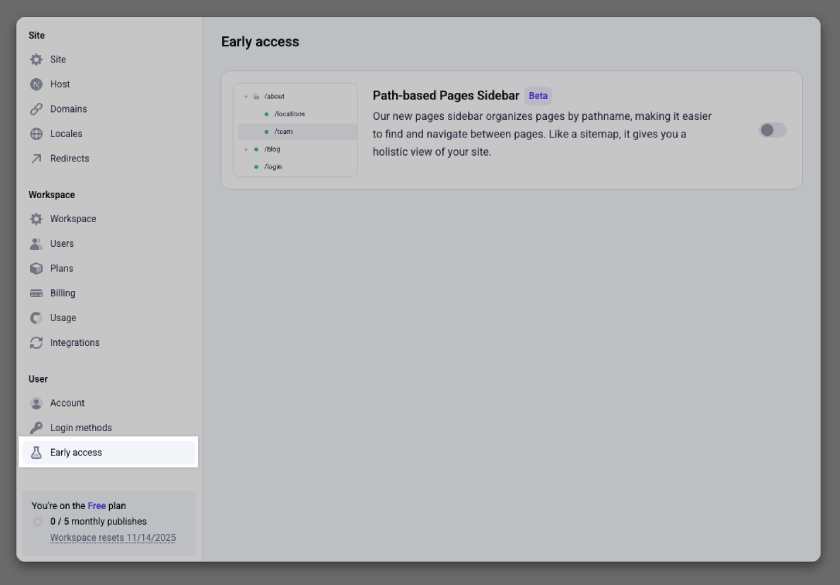 Site
Site
Host
Domains
Locales
Redirects
Workspace
Workspace
Users
Plans
Billing
Usage
Integrations
User
Account
Login methods
Early access
You're on the Free plan
0 / 5 monthly publishes
Workspace resets 11/14/2025
Early access
/about
/locations
/team
/blog
/login
Path-based Pages Sidebar Beta
Our new pages sidebar organizes pages by pathname, making it easier
to find and navigate between pages. Like a sitemap, it gives you a
holistic view of your site.